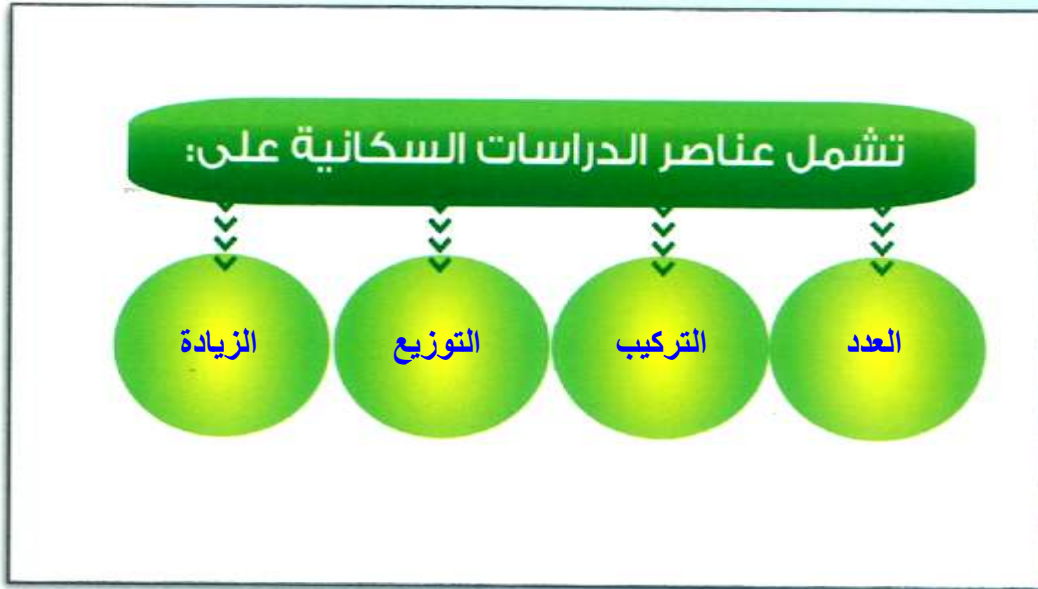 تشمل عناصر الدراسات السكانية على:
العدد
التركيب
التوزيع
الزيادة